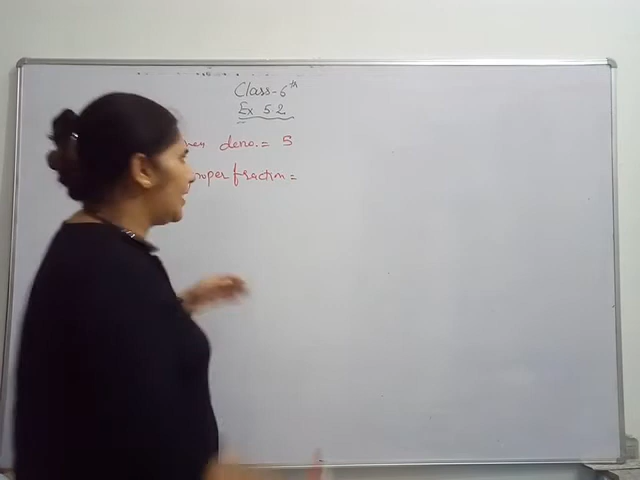 Class-6th
Ex 5.2
deno. = 5
fraction =